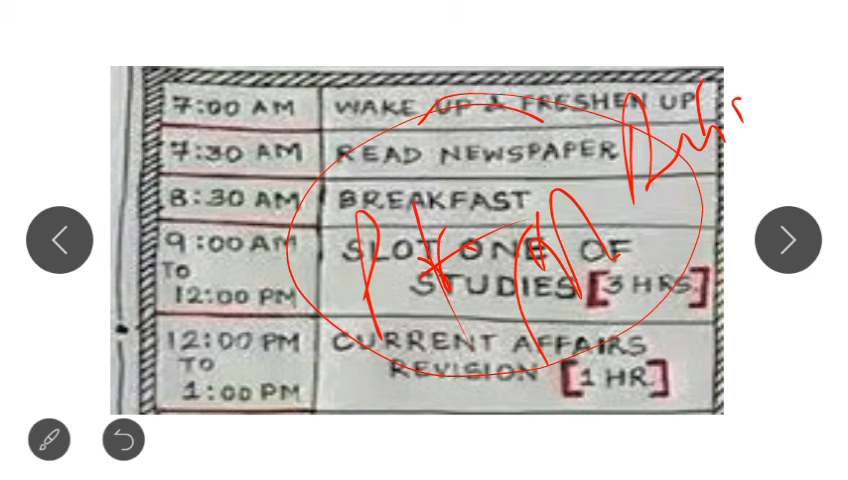 7:00 AM WAKE UP & FRESHEN UP
7:30 AM READ NEWSPAPER
8:30 AM BREAKFAST
9:00 AM SLOT ONE OF
TO STUDIES [3 HRS.]
12:00 PM
12:00 PM CURRENT AFFAIRS
TO REVISION [1 HR.]
1:00 PM